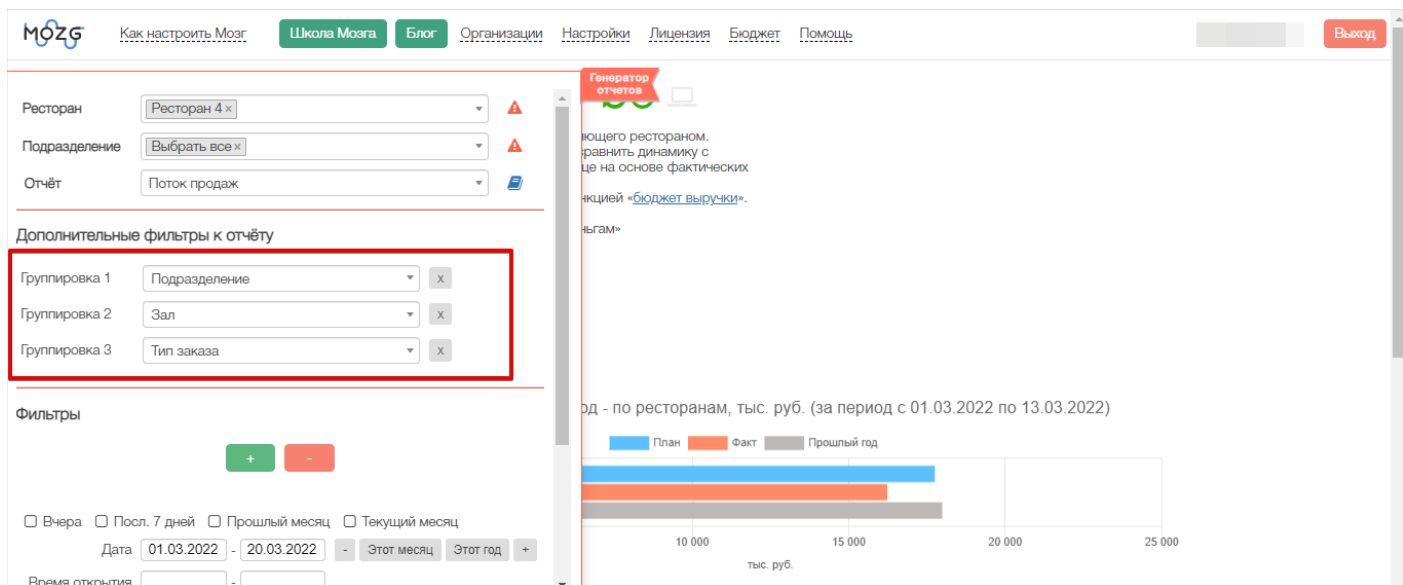 MOZG Как настроить Мозг Школа Мозга Блог Организации Настройки Лицензия Бюджет Помощь Выход
Генератор
отчетов
Ресторан Ресторан 4 ×
Подразделение Выбрать все ×
Отчёт Поток продаж
ющего рестораном.
равнить динамику с
це на основе фактических
нкцией «бюджет выручки».
ньгам»
Дополнительные фильтры к отчёту
Группировка 1 Подразделение x
Группировка 2 Зал x
Группировка 3 Тип заказа x
Фильтры
+ -
Вчера Посл. 7 дней Прошлый месяц Текущий месяц
Дата 01.03.2022 - 20.03.2022 - Этот месяц Этот год +
Время открытия -
од - по ресторанам, тыс. руб. (за период с 01.03.2022 по 13.03.2022)
План Факт Прошлый год
10 000 15 000 20 000 25 000
тыс. руб.